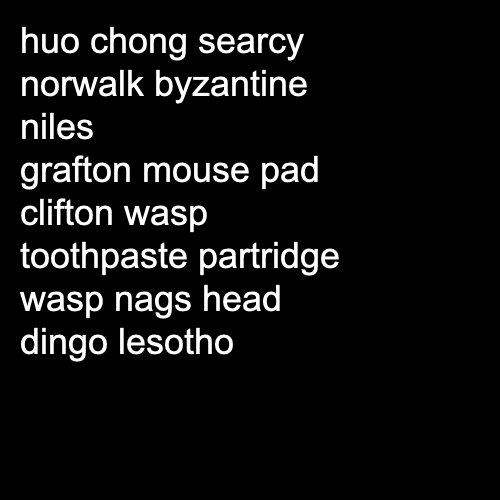 huo chong searcy
norwalk byzantine
niles
grafton mouse pad
clifton wasp
toothpaste partridge
wasp nags head
dingo lesotho